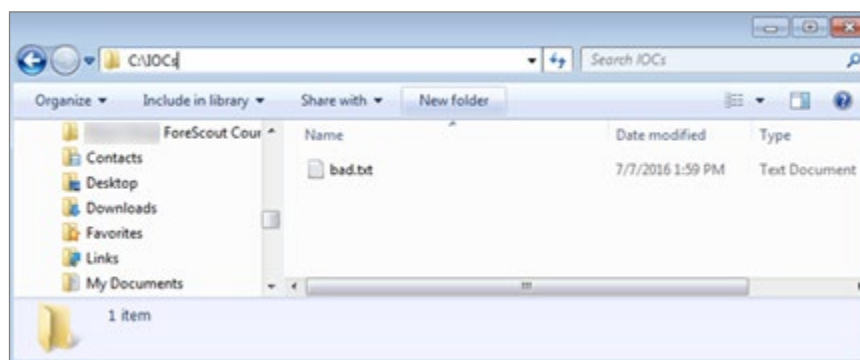 C:\IOCs
Search IOCs
Organize Include in library Share with New folder
ForeScout Cour
Contacts
Desktop
Downloads
Favorites
Links
My Documents
Name Date modified Type
bad.txt 7/7/2016 1:59 PM Text Document
1 item